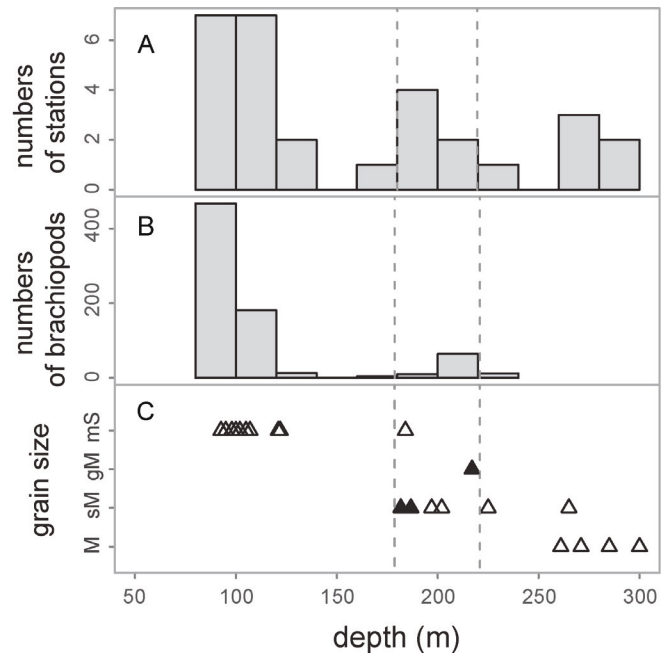 A
numbers
of stations
6
4
2
0
B
numbers
of brachiopods
400
200
0
C
grain size
mS
gM
sM
M
50 100 150 200 250 300
depth (m)